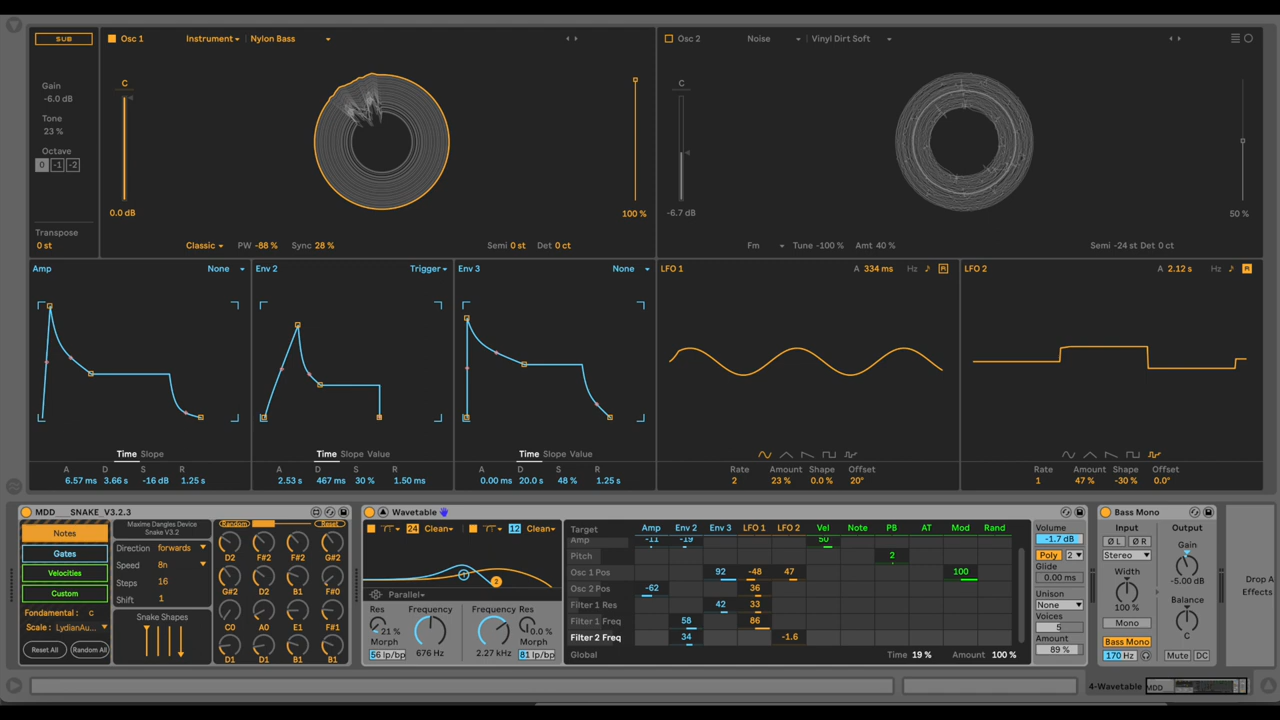 SUB
Osc 1 Instrument Nylon Bass
Osc 2 Noise Vinyl Dirt Soft
Gain
-6.0 dB
Tone
23 %
Octave
0 -1 -2
Transpose
0 st
C
0.0 dB
100 %
Classic PW -88 % Sync 28 % Semi 0 st Det 0 ct
C
-6.7 dB
50 %
Fm Tune -100 % Amt 40 % Semi -24 st Det 0 ct
Amp None
Env 2 Trigger
Env 3 None
LFO 1 A 334 ms Hz R
LFO 2 A 2.12 s Hz R
Time Slope
A D S R
6.57 ms 3.66 s -16 dB 1.25 s
Time Slope Value
A D S R
2.53 s 467 ms 30 % 1.50 ms
Time Slope Value
A D S R
0.00 ms 20.0 s 48 % 1.25 s
Rate Amount Shape Offset
2 23 % 0.0 % 20°
Rate Amount Shape Offset
1 47 % -30 % 0.0°
MDD___SNAKE_V3.2.3
Notes
Gates
Velocities
Custom
Fundamental : C
Scale : LydianAu...
Reset All Random All
Maxime Dangles Device
Snake V3.2
Direction forwards
Speed 8n
Steps 16
Shift 1
Snake Shapes
Random Reset
D2 F#2 F#2 G#2
G#2 D2 B1 F#0
C0 A0 E1 F#1
D1 D1 B1 B1
Wavetable
24 Clean 12 Clean
1
2
Parallel
Res Frequency Frequency Res
21 % 0.0 %
Morph 676 Hz 2.27 kHz Morph
56 lp/bp 81 lp/bp
Target Amp Env 2 Env 3 LFO 1 LFO 2 Vel Note PB AT Mod Rand
Amp -11 -19 50
Pitch 2
Osc 1 Pos 92 -48 47 100
Osc 2 Pos -62 36
Filter 1 Res 42 33
Filter 1 Freq 58 86
Filter 2 Freq 34 -1.6
Global Time 19 % Amount 100 %
Volume
-1.7 dB
Poly 2
Glide
0.00 ms
Unison
None
Voices
5
Amount
89 %
Bass Mono
Input Output
Ø L Ø R
Stereo
Width
100 %
Mono
Bass Mono
170 Hz
Gain
-5.00 dB
Balance
C
Mute DC
Drop A
Effects
4-Wavetable MDD